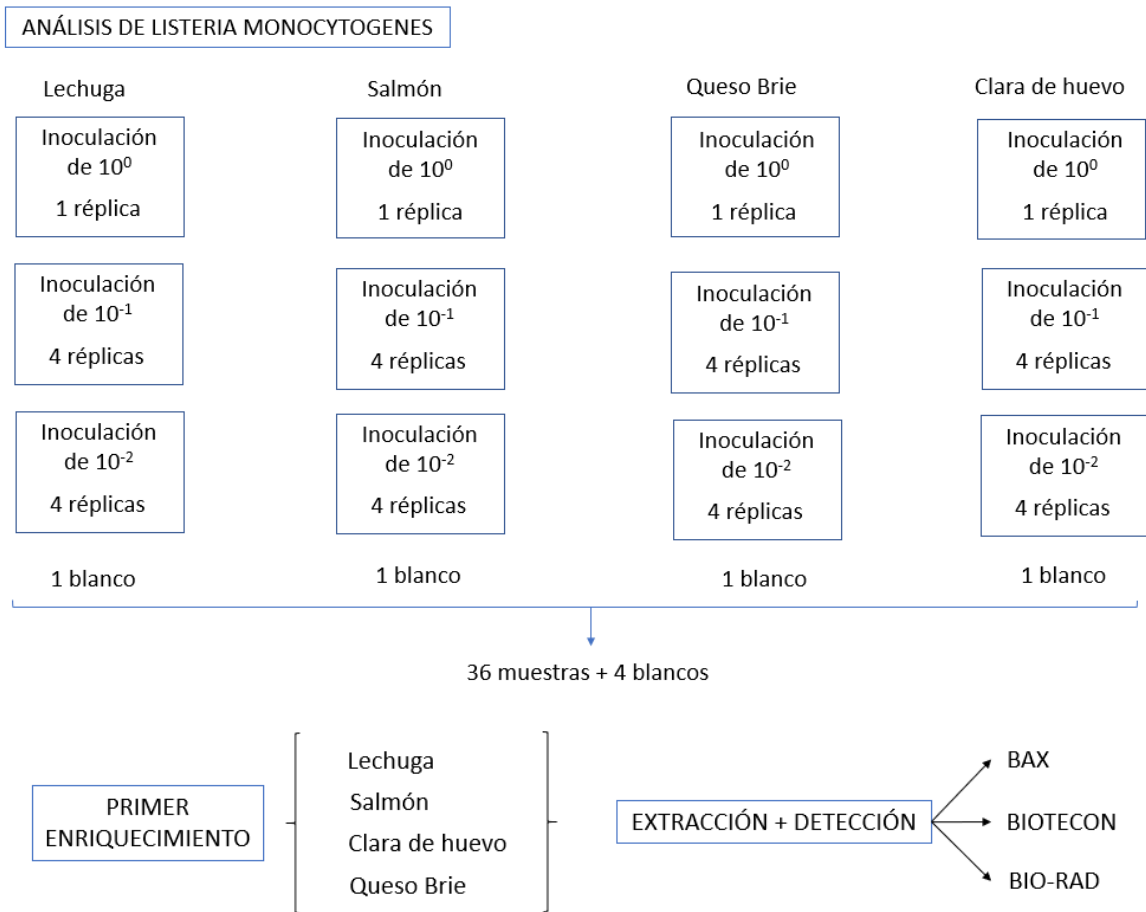 ANÁLISIS DE LISTERIA MONOCYTOGENES
Lechuga
Salmón
Queso Brie
Clara de huevo
Inoculación
de 10⁰
1 réplica
Inoculación
de 10⁰
1 réplica
Inoculación
de 10⁰
1 réplica
Inoculación
de 10⁰
1 réplica
Inoculación
de 10⁻¹
4 réplicas
Inoculación
de 10⁻¹
4 réplicas
Inoculación
de 10⁻¹
4 réplicas
Inoculación
de 10⁻¹
4 réplicas
Inoculación
de 10⁻²
4 réplicas
Inoculación
de 10⁻²
4 réplicas
Inoculación
de 10⁻²
4 réplicas
Inoculación
de 10⁻²
4 réplicas
1 blanco
1 blanco
1 blanco
1 blanco
36 muestras + 4 blancos
PRIMER
ENRIQUECIMIENTO
Lechuga
Salmón
Clara de huevo
Queso Brie
EXTRACCIÓN + DETECCIÓN
BAX
BIOTECON
BIO-RAD